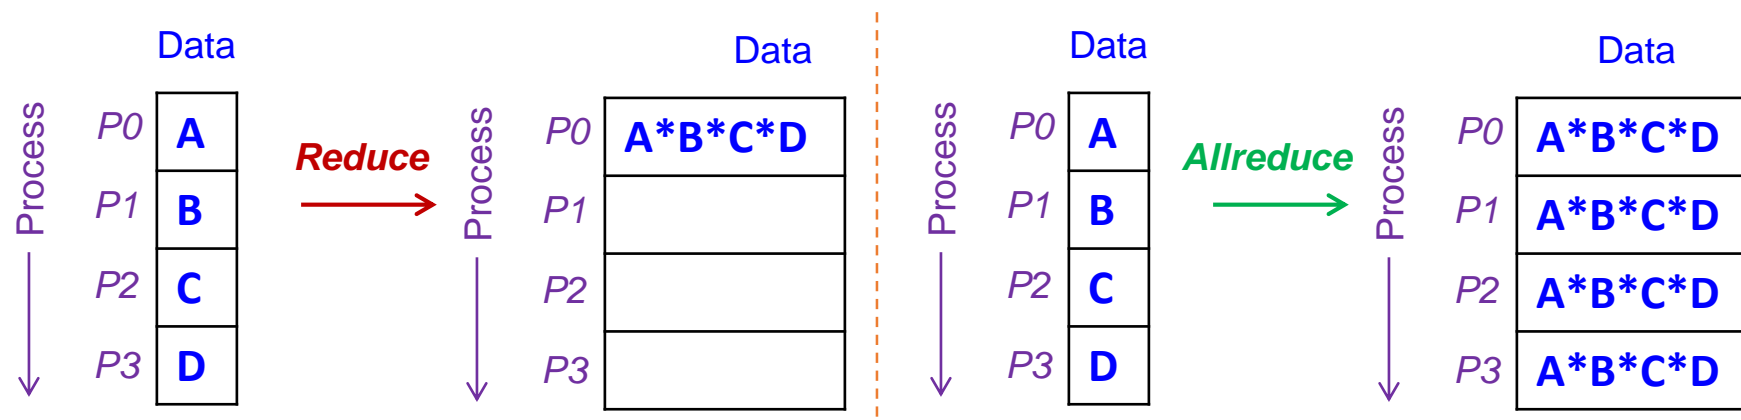 Data
Process
P0 A
P1 B
P2 C
P3 D
Reduce
Data
Process
P0 A*B*C*D
P1
P2
P3
Data
Process
P0 A
P1 B
P2 C
P3 D
Allreduce
Data
Process
P0 A*B*C*D
P1 A*B*C*D
P2 A*B*C*D
P3 A*B*C*D